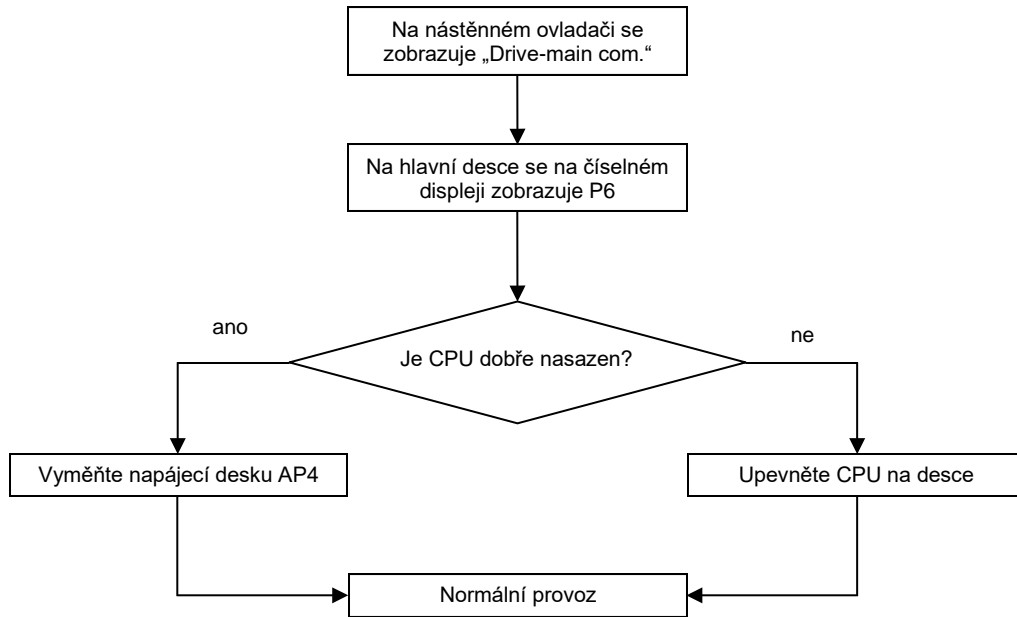 Na nástěnném ovladači se
zobrazuje „Drive-main com.“
Na hlavní desce se na číselném
displeji zobrazuje P6
ano
ne
Je CPU dobře nasazen?
Vyměňte napájecí desku AP4
Upevněte CPU na desce
Normální provoz